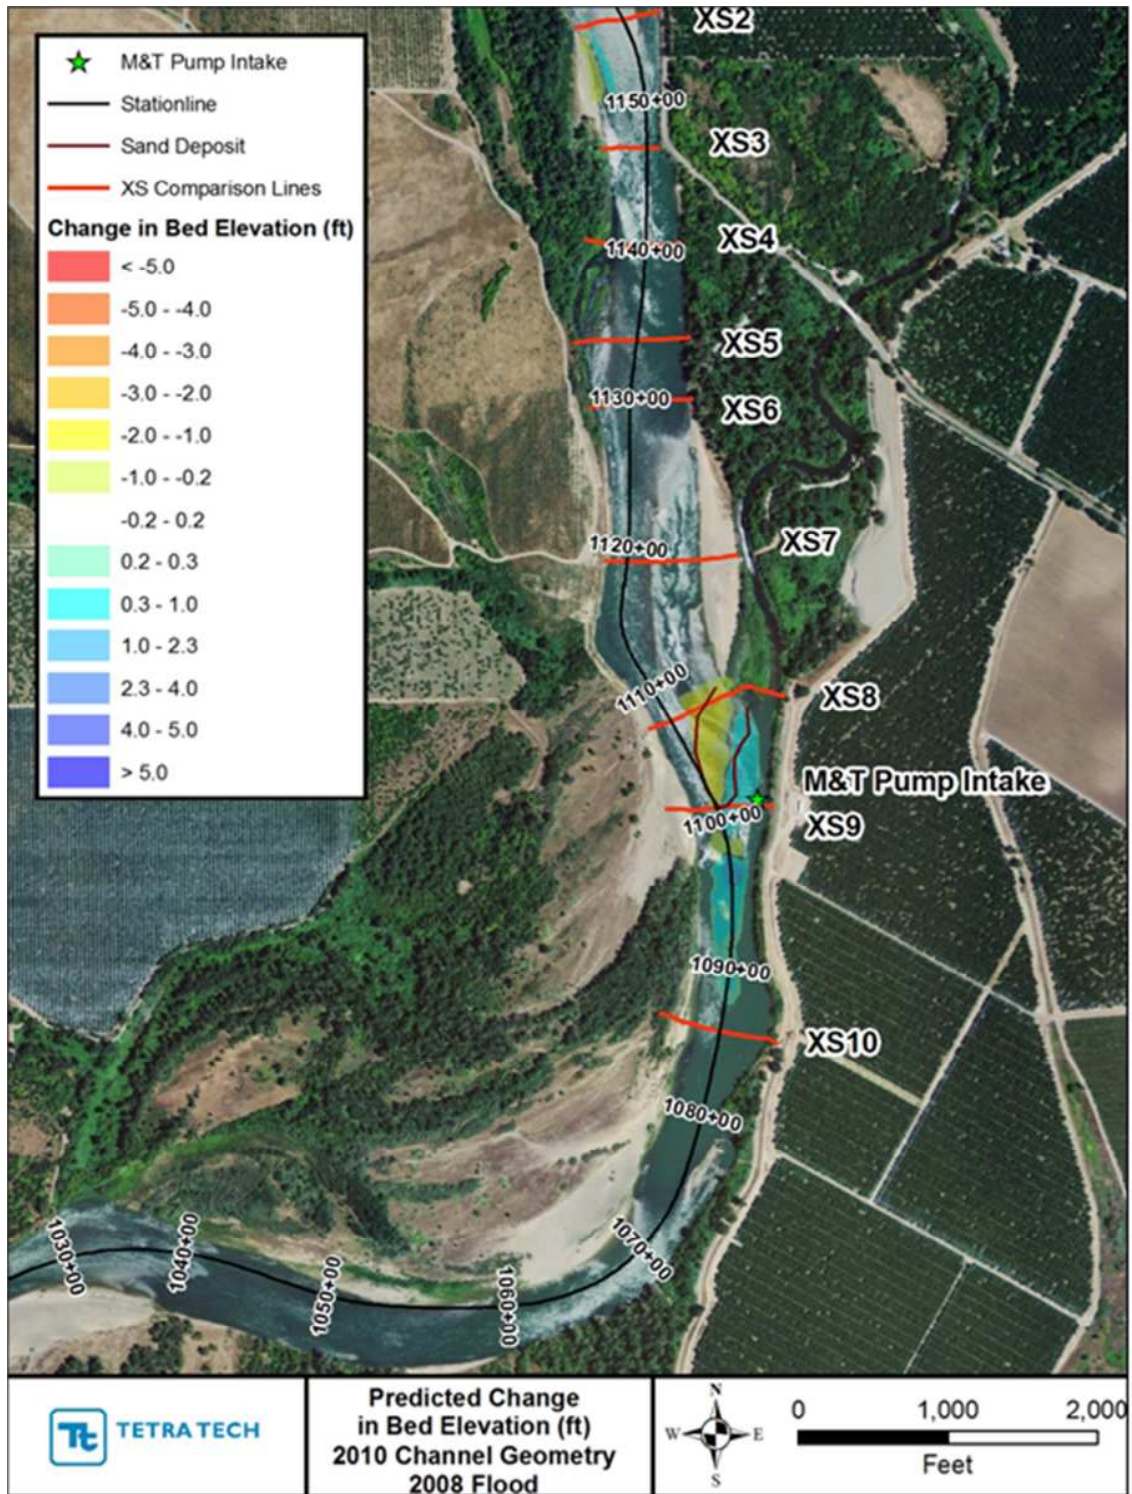 M&T Pump Intake
Stationline
Sand Deposit
XS Comparison Lines
Change in Bed Elevation (ft)
< -5.0
-5.0 - -4.0
-4.0 - -3.0
-3.0 - -2.0
-2.0 - -1.0
-1.0 - -0.2
-0.2 - 0.2
0.2 - 0.3
0.3 - 1.0
1.0 - 2.3
2.3 - 4.0
4.0 - 5.0
> 5.0
XS2
1150+00
XS3
XS4
1140+00
XS5
1130+00
XS6
1120+00
XS7
1110+00
XS8
M&T Pump Intake
1100+00
XS9
1090+00
XS10
1080+00
1070+00
1060+00
1050+00
1040+00
1030+00
Tt TETRA TECH
Predicted Change
in Bed Elevation (ft)
2010 Channel Geometry
2008 Flood
N
W E
S
0 1,000 2,000
Feet